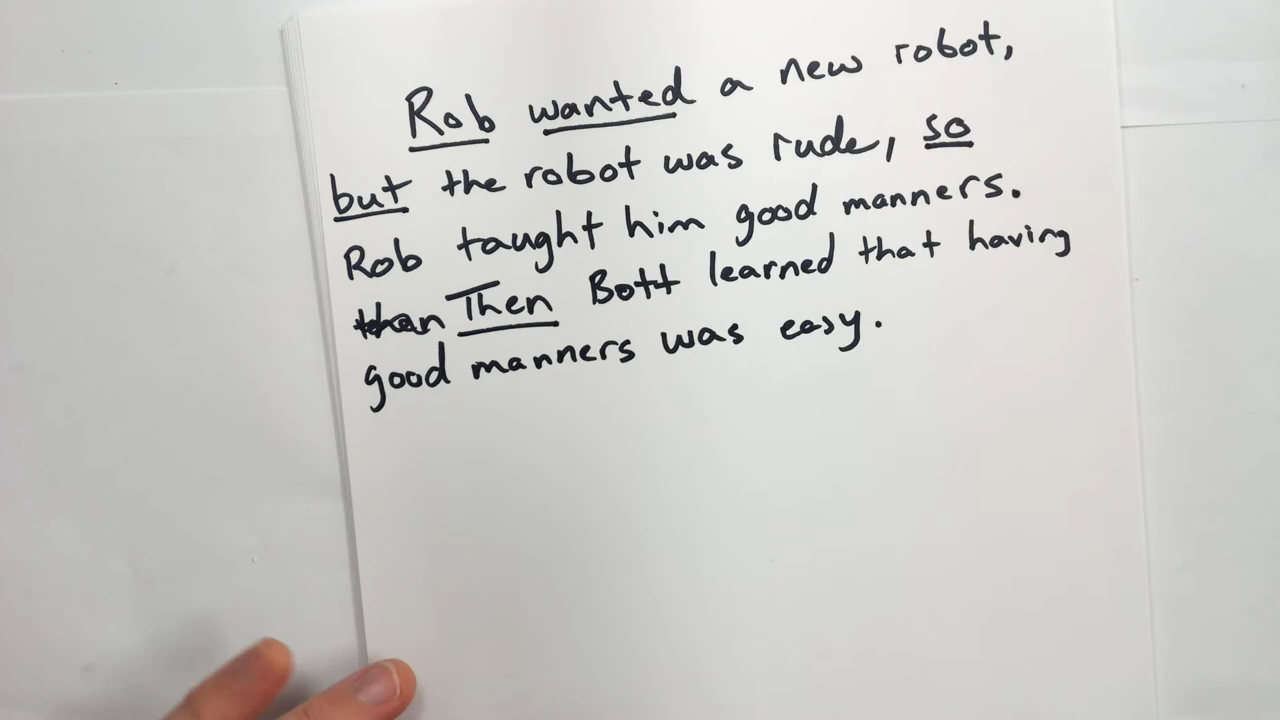 Rob wanted a new robot,
but the robot was rude, so
Rob taught him good manners.
than Then Bott learned that having
good manners was easy.